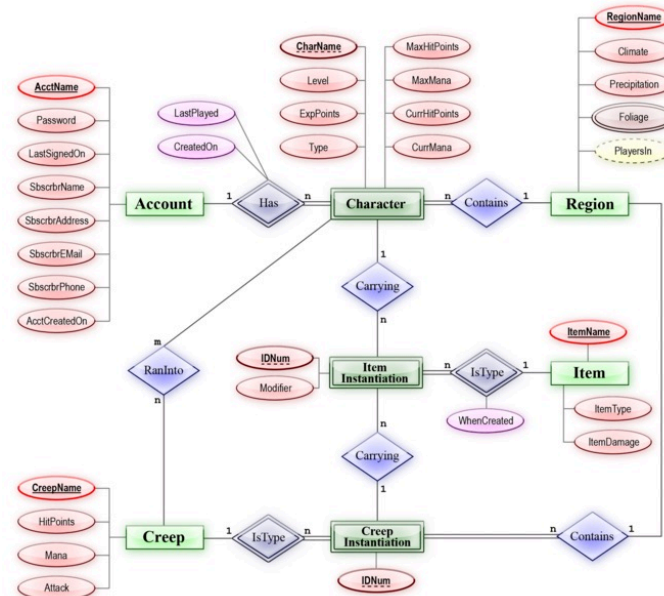 AcctName
Password
LastSignedOn
SbscrbrName
SbscrbrAddress
SbscrbrEMail
SbscrbrPhone
AcctCreatedOn
Account
1
LastPlayed
CreatedOn
Has
n
CharName
Level
ExpPoints
Type
MaxHitPoints
MaxMana
CurrHitPoints
CurrMana
Character
n
Contains
1
RegionName
Climate
Precipitation
Foliage
PlayersIn
Region
1
Carrying
n
m
RanInto
n
IDNum
Modifier
Item
Instantiation
n
IsType
1
WhenCreated
ItemName
Item
ItemType
ItemDamage
n
Carrying
1
CreepName
HitPoints
Mana
Attack
Creep
1
IsType
n
Creep
Instantiation
IDNum
n
Contains
1